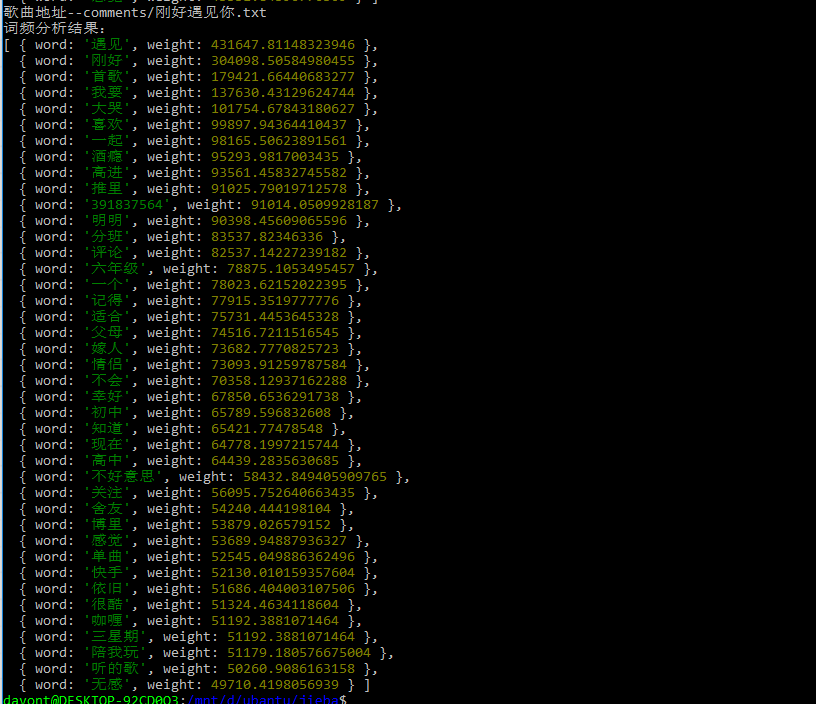 歌曲地址--comments/刚好遇见你.txt
词频分析结果:
[ { word: '遇见', weight: 431647.81148323946 },
{ word: '刚好', weight: 304098.50584980455 },
{ word: '首歌', weight: 179421.66440683277 },
{ word: '我要', weight: 137630.43129624744 },
{ word: '大哭', weight: 101754.67843180627 },
{ word: '喜欢', weight: 99897.94364410437 },
{ word: '一起', weight: 98165.50623891561 },
{ word: '酒瘾', weight: 95293.9817003435 },
{ word: '高进', weight: 93561.45832745582 },
{ word: '推里', weight: 91025.79019712578 },
{ word: '391837564', weight: 91014.0509928187 },
{ word: '明明', weight: 90398.45609065596 },
{ word: '分班', weight: 83537.82346336 },
{ word: '评论', weight: 82537.14227239182 },
{ word: '六年级', weight: 78875.1053495457 },
{ word: '一个', weight: 78023.62152022395 },
{ word: '记得', weight: 77915.3519777776 },
{ word: '适合', weight: 75731.4453645328 },
{ word: '父母', weight: 74516.7211516545 },
{ word: '嫁人', weight: 73682.7770825723 },
{ word: '情侣', weight: 73093.91259787584 },
{ word: '不会', weight: 70358.12937162288 },
{ word: '幸好', weight: 67850.6536291738 },
{ word: '初中', weight: 65789.596832608 },
{ word: '知道', weight: 65421.77478548 },
{ word: '现在', weight: 64778.1997215744 },
{ word: '高中', weight: 64439.2835630685 },
{ word: '不好意思', weight: 58432.849405909765 },
{ word: '关注', weight: 56095.752640663435 },
{ word: '舍友', weight: 54240.444198104 },
{ word: '博里', weight: 53879.026579152 },
{ word: '感觉', weight: 53689.94887936327 },
{ word: '单曲', weight: 52545.049886362496 },
{ word: '快手', weight: 52130.010159357604 },
{ word: '依旧', weight: 51686.404003107506 },
{ word: '很酷', weight: 51324.4634118604 },
{ word: '咖喱', weight: 51192.3881071464 },
{ word: '三星期', weight: 51192.3881071464 },
{ word: '陪我玩', weight: 51179.180576675004 },
{ word: '听的歌', weight: 50260.9086163158 },
{ word: '无感', weight: 49710.4198056939 } ]
davont@DESKTOP-92CD0O3:/mnt/d/ubantu/jieba$